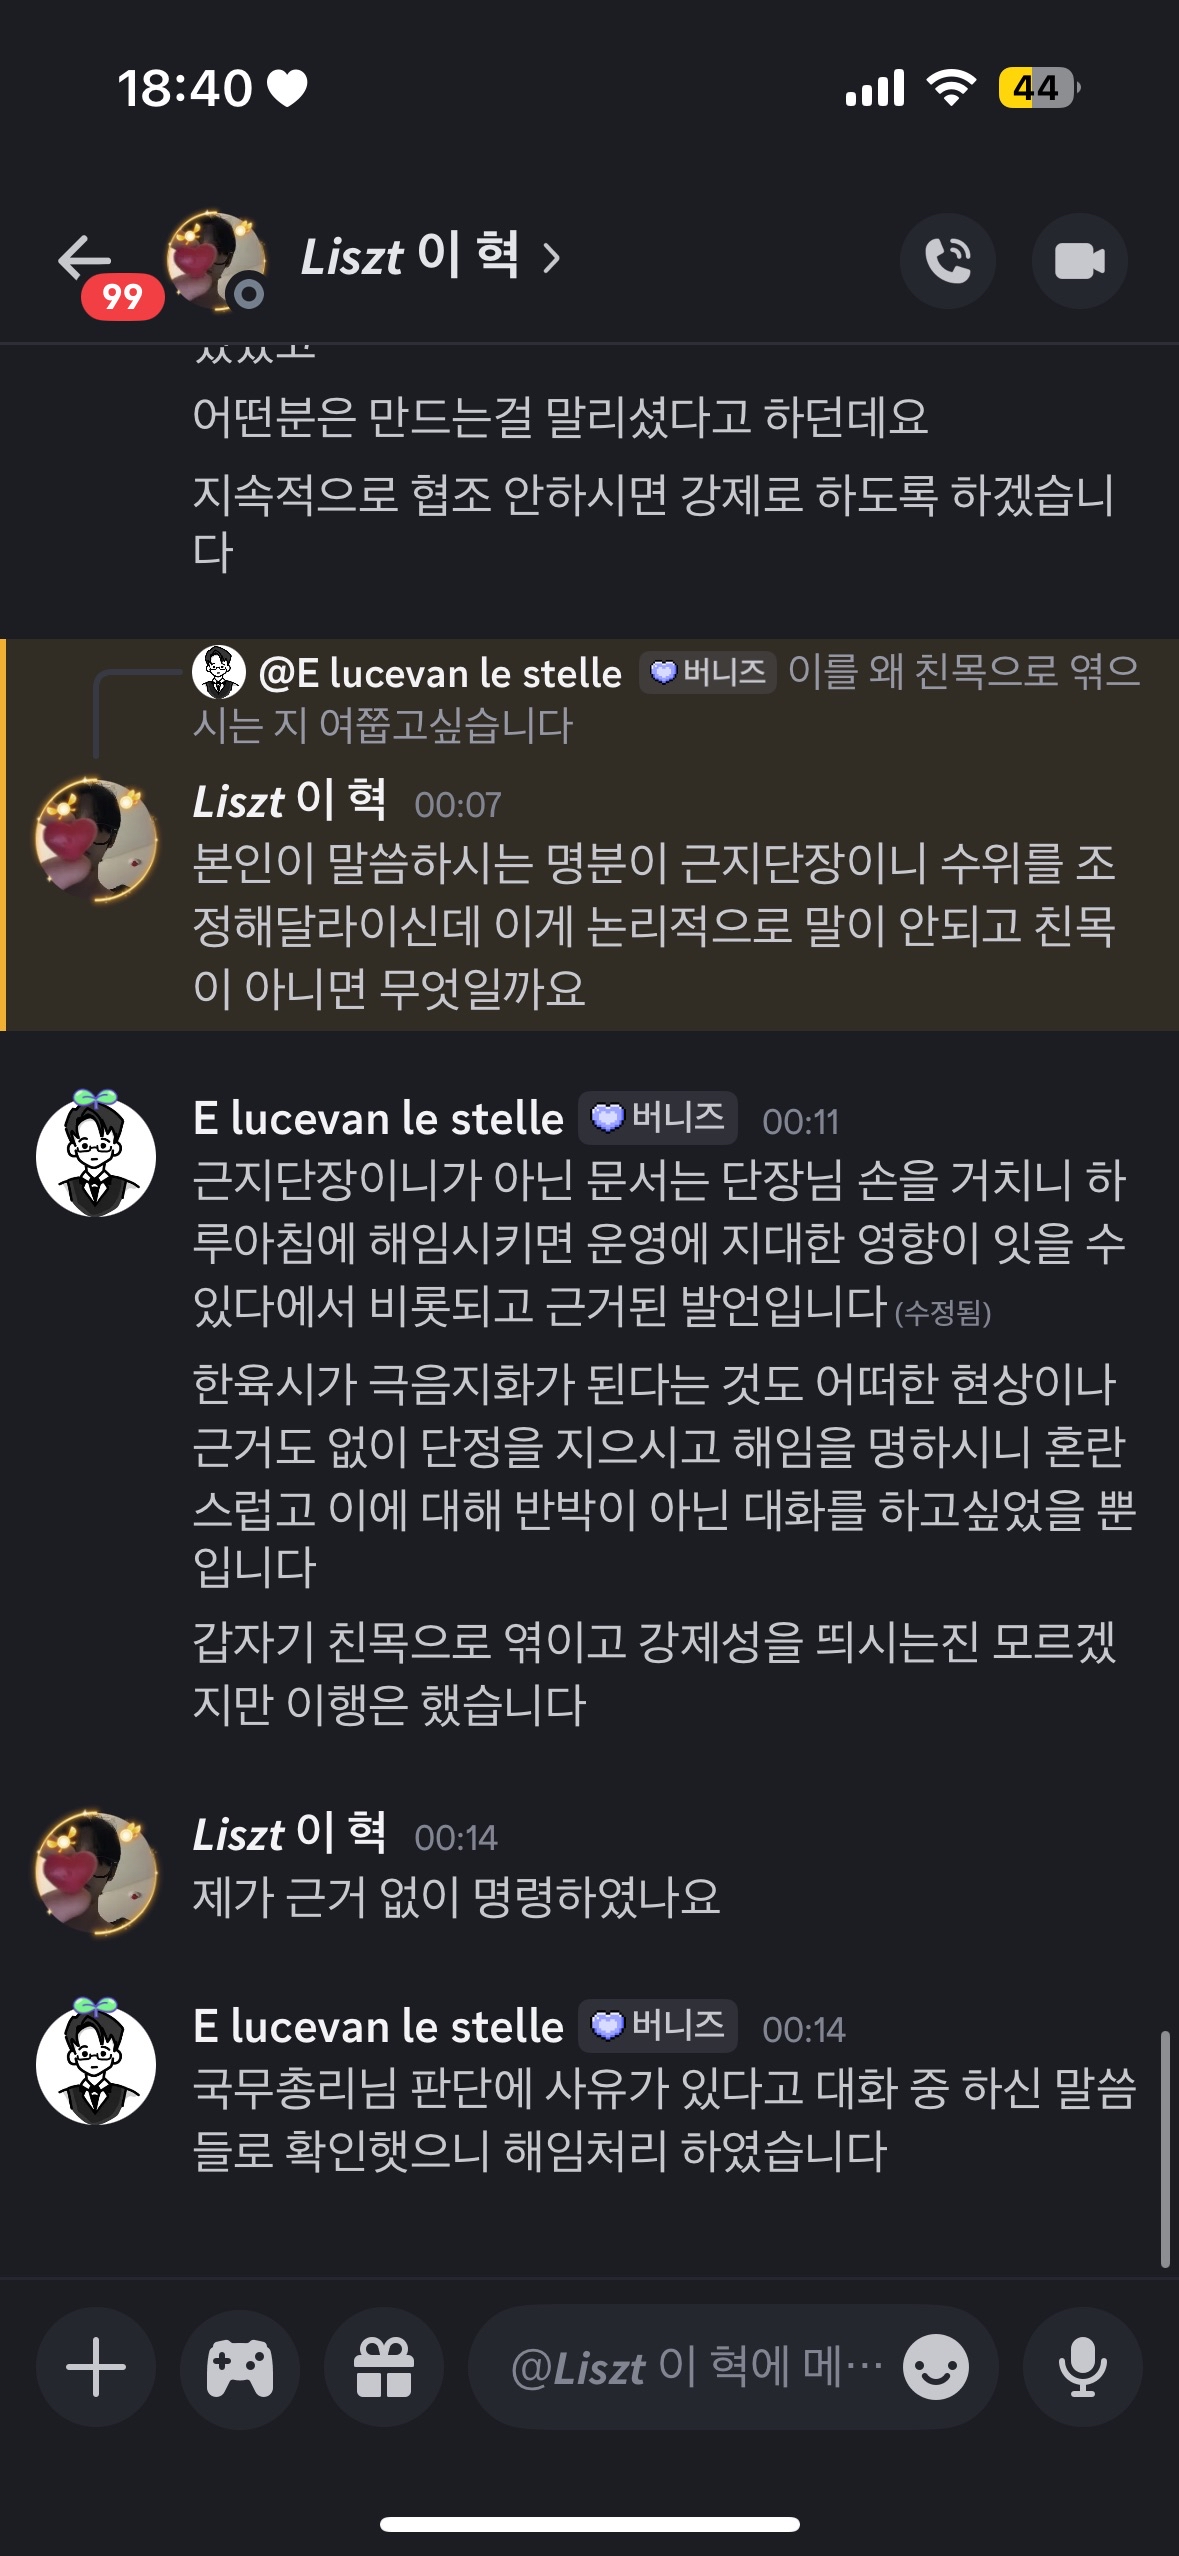 18:40
44
99
Liszt 이 혁
어떤분은 만드는걸 말리셨다고 하던데요
지속적으로 협조 안하시면 강제로 하도록 하겠습니
다
@E lucevan le stelle 버니즈 이를 왜 친목으로 엮으
시는 지 여쭙고싶습니다
Liszt 이 혁 00:07
본인이 말씀하시는 명분이 근지단장이니 수위를 조
정해달라이신데 이게 논리적으로 말이 안되고 친목
이 아니면 무엇일까요
E lucevan le stelle 버니즈 00:11
근지단장이니가 아닌 문서는 단장님 손을 거치니 하
루아침에 해임시키면 운영에 지대한 영향이 잇을 수
있다에서 비롯되고 근거된 발언입니다 (수정됨)
한육시가 극음지화가 된다는 것도 어떠한 현상이나
근거도 없이 단정을 지으시고 해임을 명하시니 혼란
스럽고 이에 대해 반박이 아닌 대화를 하고싶었을 뿐
입니다
갑자기 친목으로 엮이고 강제성을 띄시는진 모르겠
지만 이행은 했습니다
Liszt 이 혁 00:14
제가 근거 없이 명령하였나요
E lucevan le stelle 버니즈 00:14
국무총리님 판단에 사유가 있다고 대화 중 하신 말씀
들로 확인햇으니 해임처리 하였습니다
@Liszt 이 혁에 메…